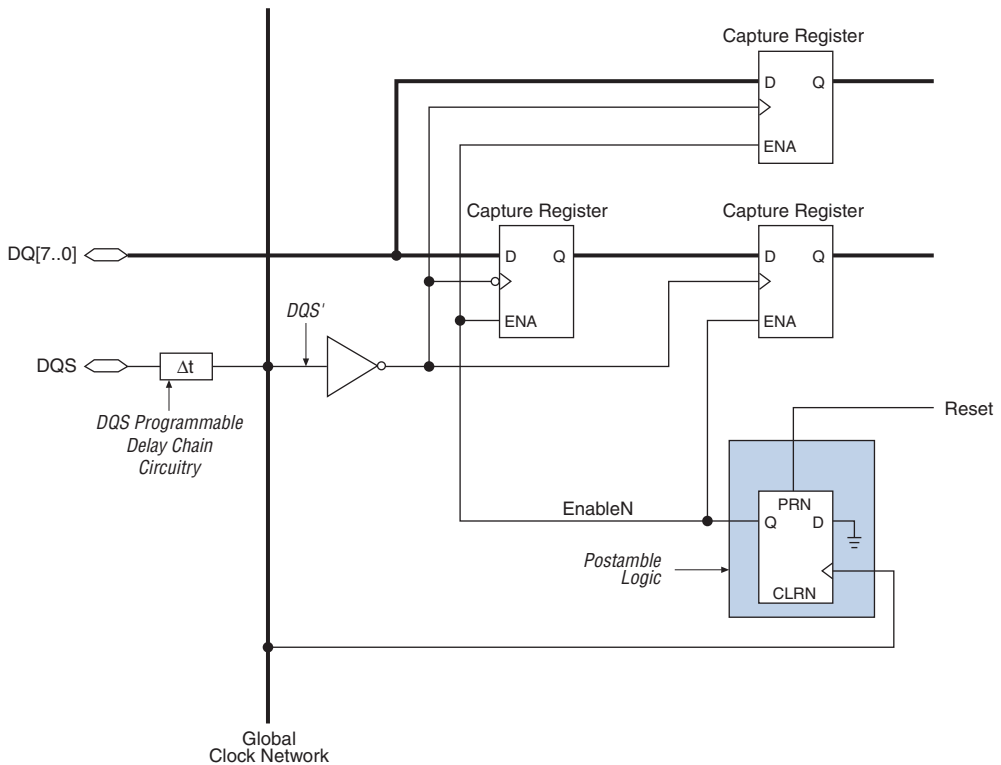 Capture Register
D Q
ENA
Capture Register
Capture Register
DQ[7..0]
D Q
D Q
DQS'
ENA
ENA
DQS
Δt
DQS Programmable
Delay Chain
Circuitry
Reset
EnableN
PRN
Q D
Postamble
Logic
CLRN
Global
Clock Network